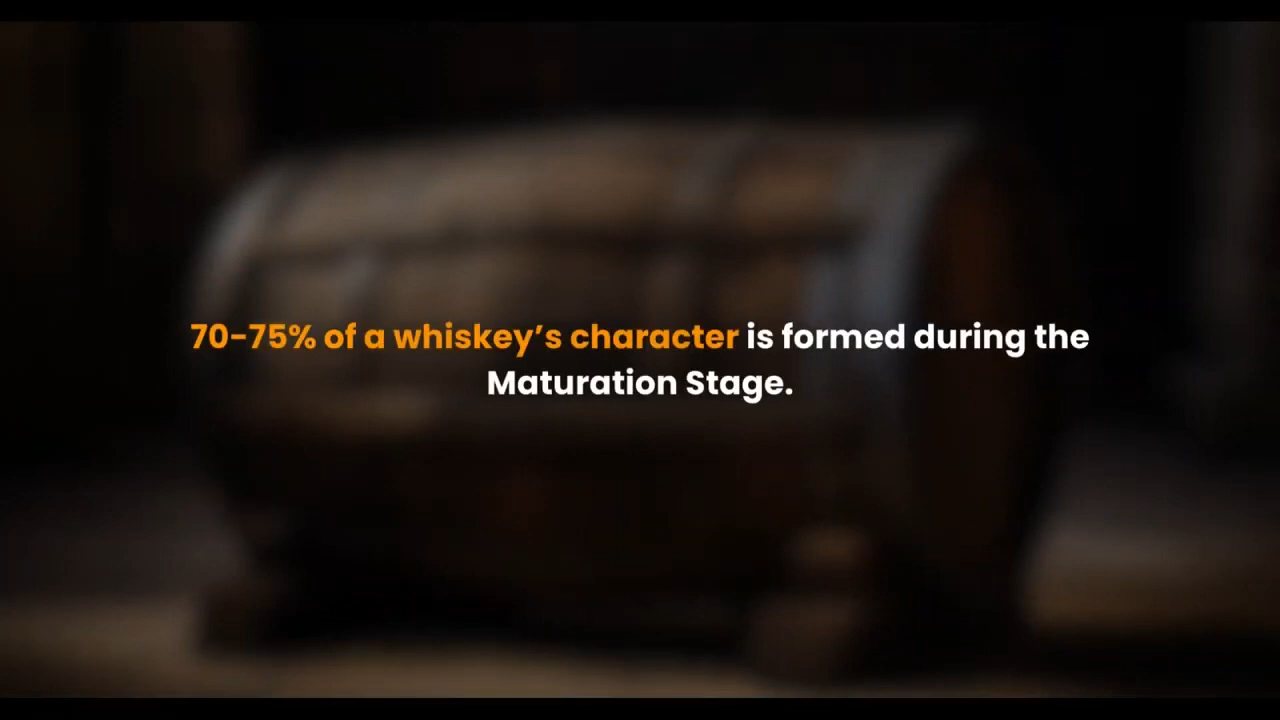 70-75% of a whiskey’s character is formed during the
Maturation Stage.